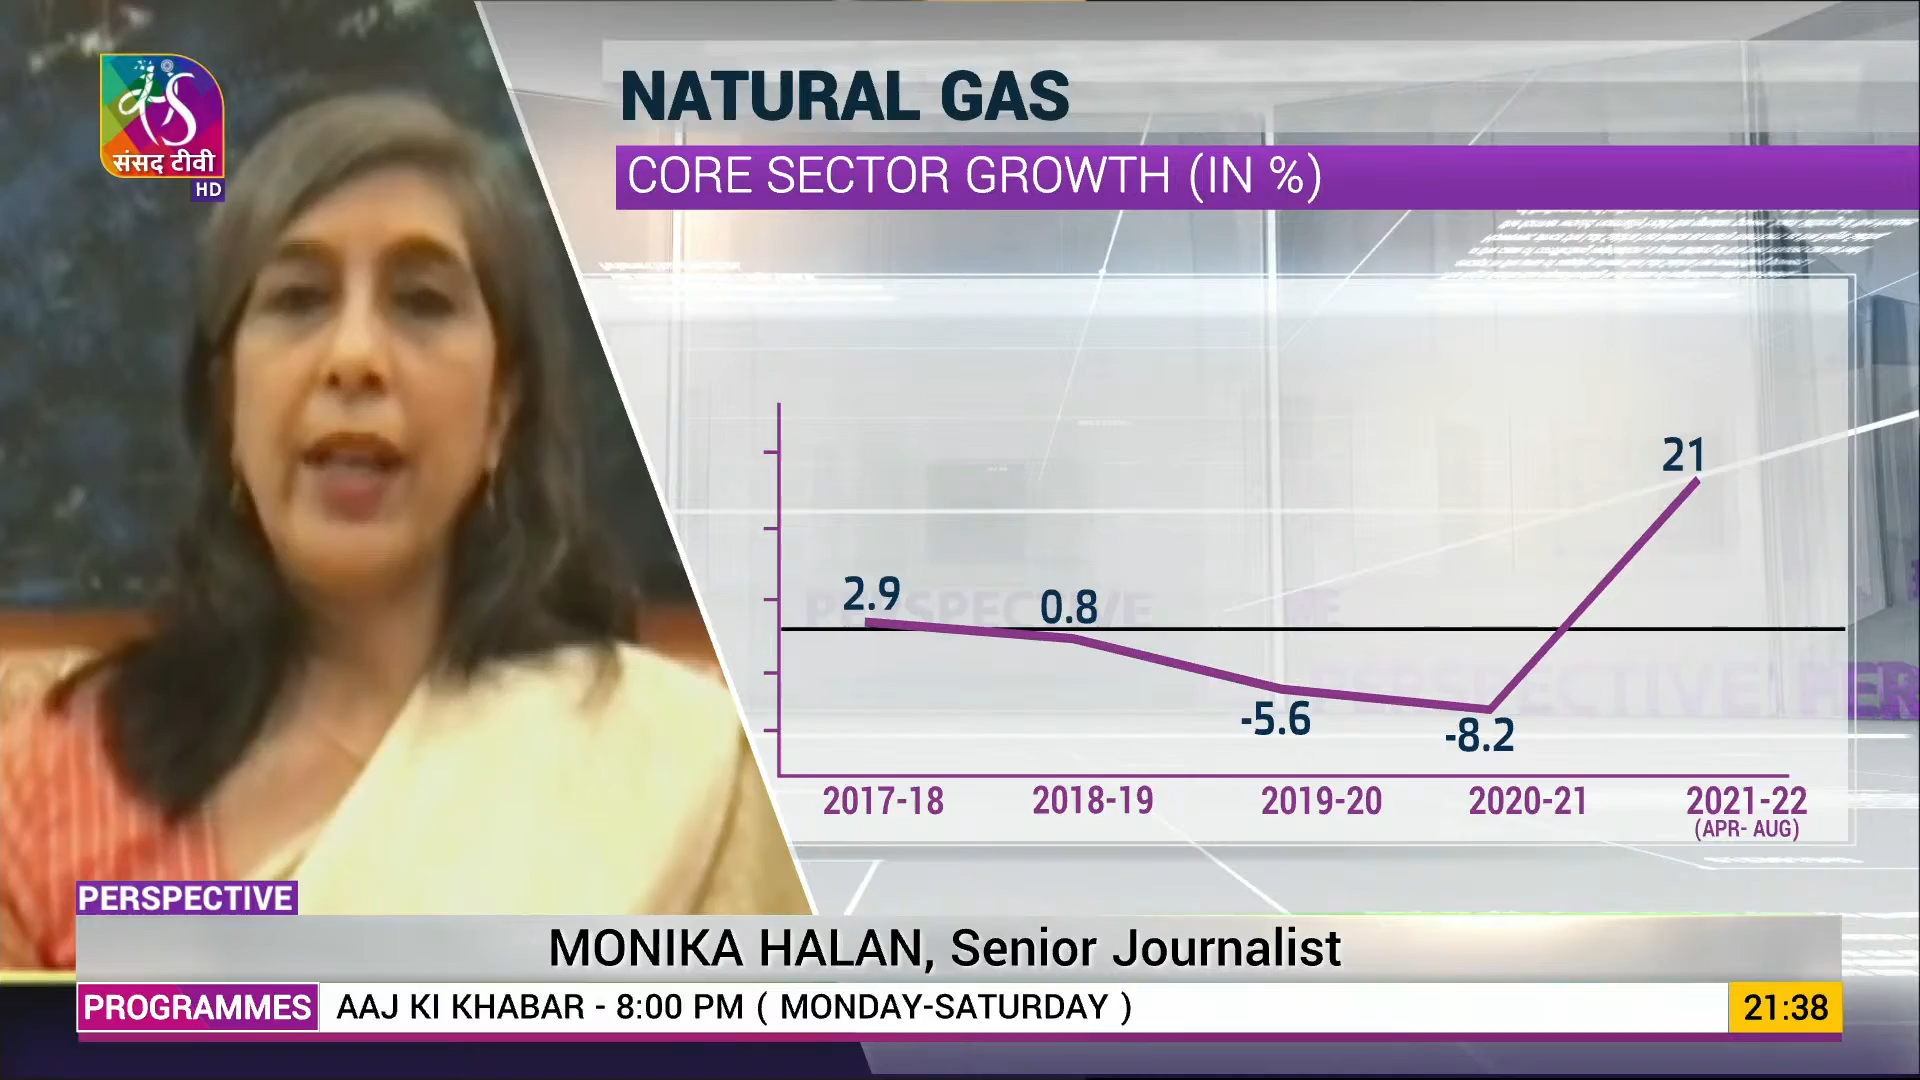 संसद टीवी
HD
NATURAL GAS
CORE SECTOR GROWTH (IN %)
21
2.9
0.8
-5.6
-8.2
2017-18
2018-19
2019-20
2020-21
2021-22
(APR- AUG)
PERSPECTIVE
PERSPECTIVE
PERSPECTIVE
MONIKA HALAN, Senior Journalist
PROGRAMMES
AAJ KI KHABAR - 8:00 PM ( MONDAY-SATURDAY )
21:38